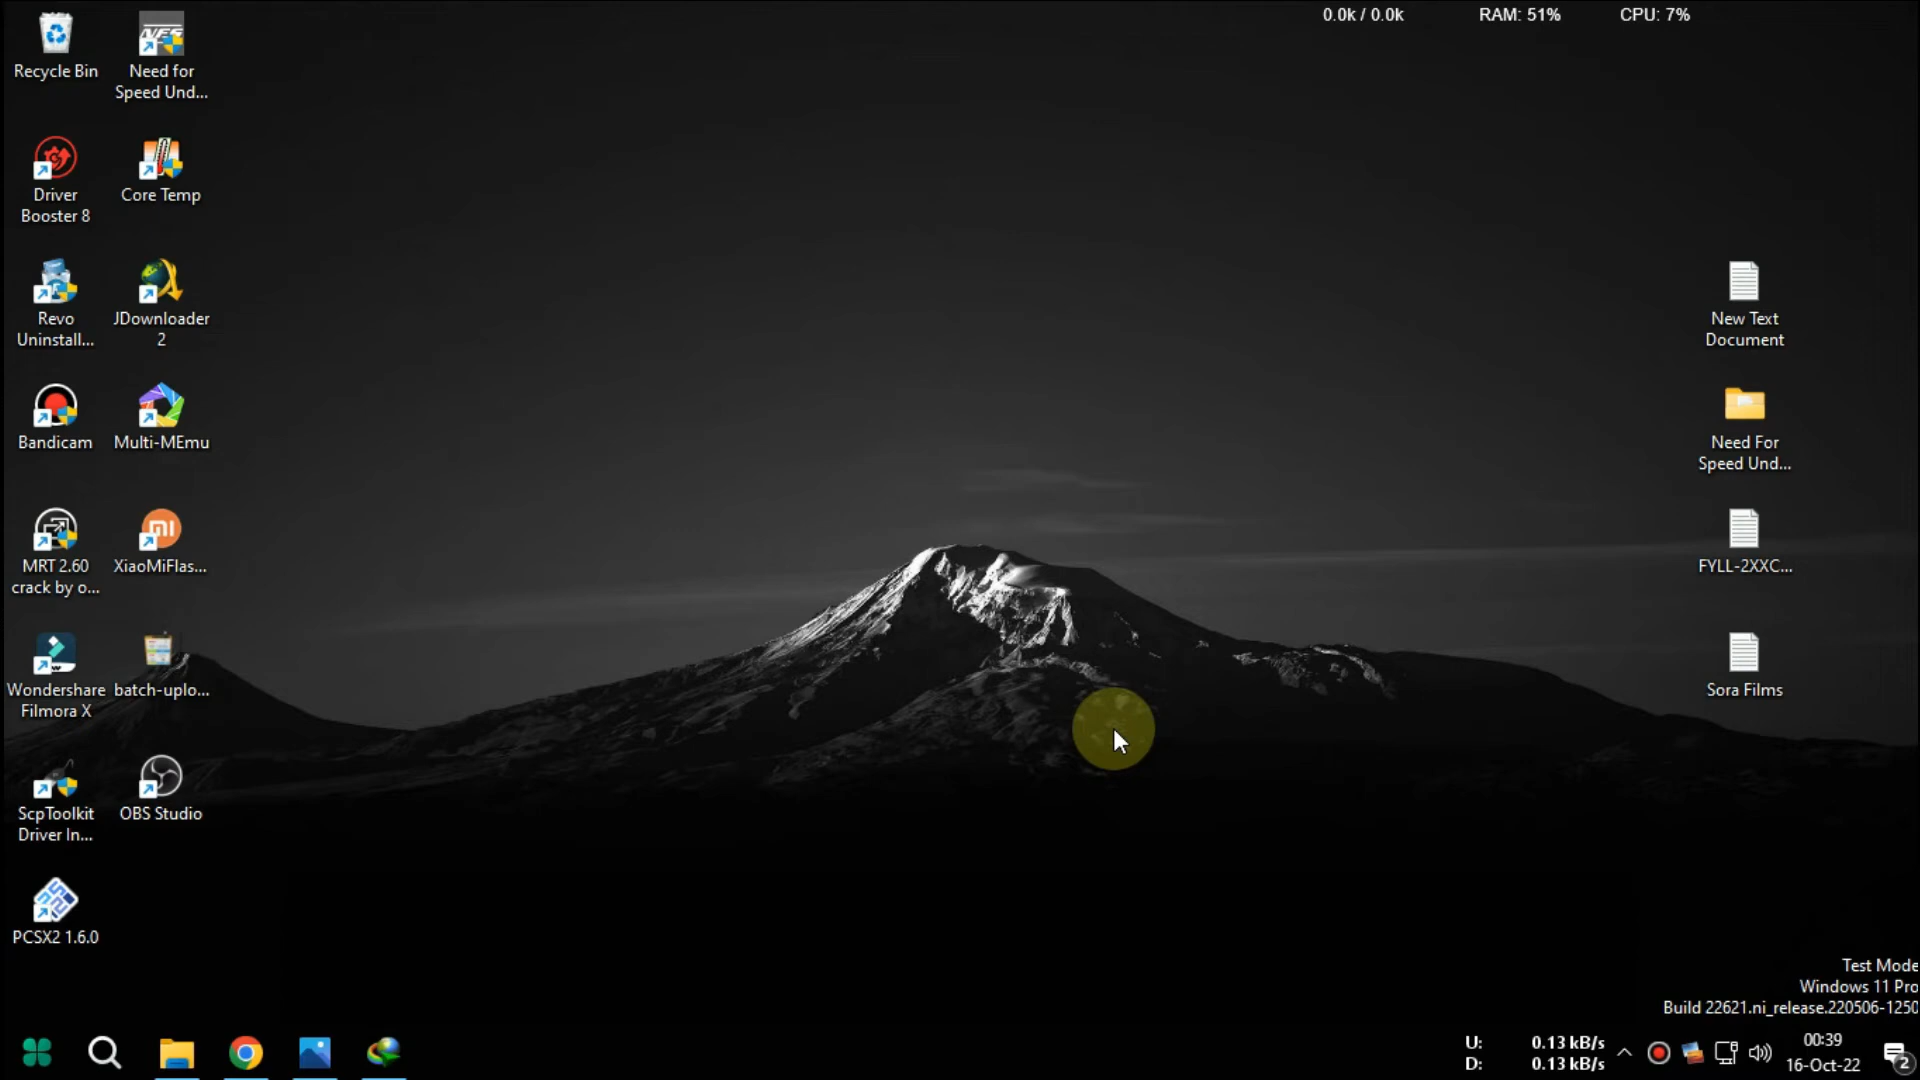 0.0k / 0.0k
RAM: 51%
CPU: 7%
Recycle Bin
Need for
Speed Und...
NFS
Driver
Booster 8
Core Temp
Revo
Uninstall...
JDownloader
2
Bandicam
Multi-MEmu
MRT 2.60
crack by o...
XiaoMiFlas...
Wondershare
Filmora X
batch-uplo...
ScpToolkit
Driver In...
OBS Studio
PCSX2 1.6.0
New Text
Document
Need For
Speed Und...
FYLL-2XXC...
Sora Films
Test Mode
Windows 11 Pro
Build 22621.ni_release.220506-1250
U: 0.13 kB/s
D: 0.13 kB/s
00:39
16-Oct-22
2